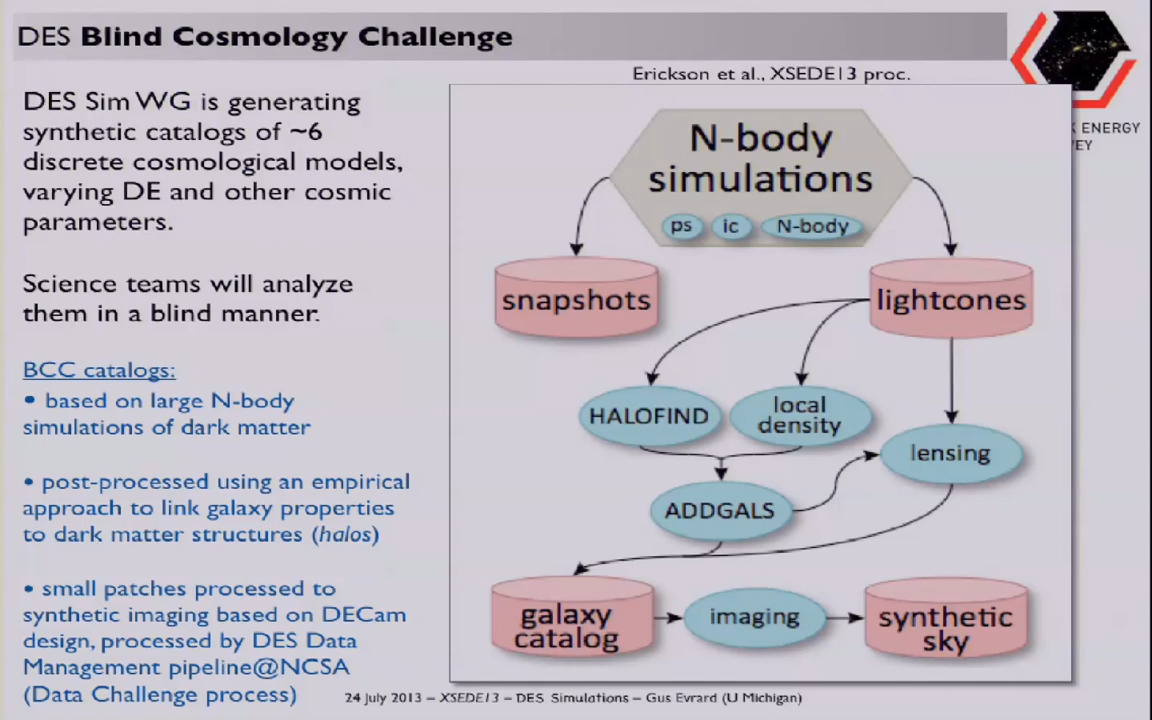 DES Blind Cosmology Challenge
Erickson et al., XSEDE13 proc.
ENERGY
DES Sim WG is generating
synthetic catalogs of ~6
discrete cosmological models,
varying DE and other cosmic
parameters.
Science teams will analyze
them in a blind manner.
BCC catalogs:
• based on large N-body
simulations of dark matter
• post-processed using an empirical
approach to link galaxy properties
to dark matter structures (halos)
• small patches processed to
synthetic imaging based on DECam
design, processed by DES Data
Management pipeline@NCSA
(Data Challenge process)
N-body
simulations
ps ic N-body
snapshots
lightcones
HALOFIND
local
density
lensing
ADDGALS
galaxy
catalog
imaging
synthetic
sky
24 July 2013 – XSEDE13 – DES Simulations – Gus Evrard (U Michigan)